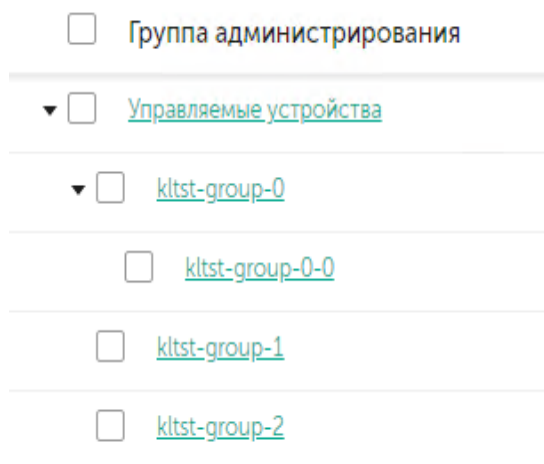 Группа администрирования
Управляемые устройства
kltst-group-0
kltst-group-0-0
kltst-group-1
kltst-group-2